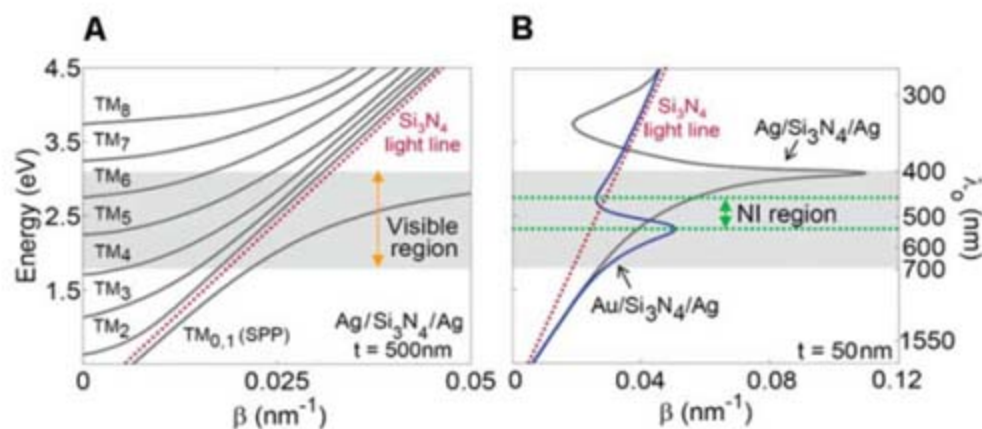 A
4.5
3.5
2.5
1.5
Energy (eV)
TM8
TM7
TM6
TM5
TM4
TM3
TM2
Si3N4
light line
Visible
region
TM0,1 (SPP)
Ag/Si3N4/Ag
t = 500nm
0
0.025
0.05
β (nm-1)
B
Si3N4
light line
Ag/Si3N4/Ag
NI region
Au/Si3N4/Ag
t = 50nm
300
400
500
600
700
1550
λo (nm)
0
0.04
0.08
0.12
β (nm-1)